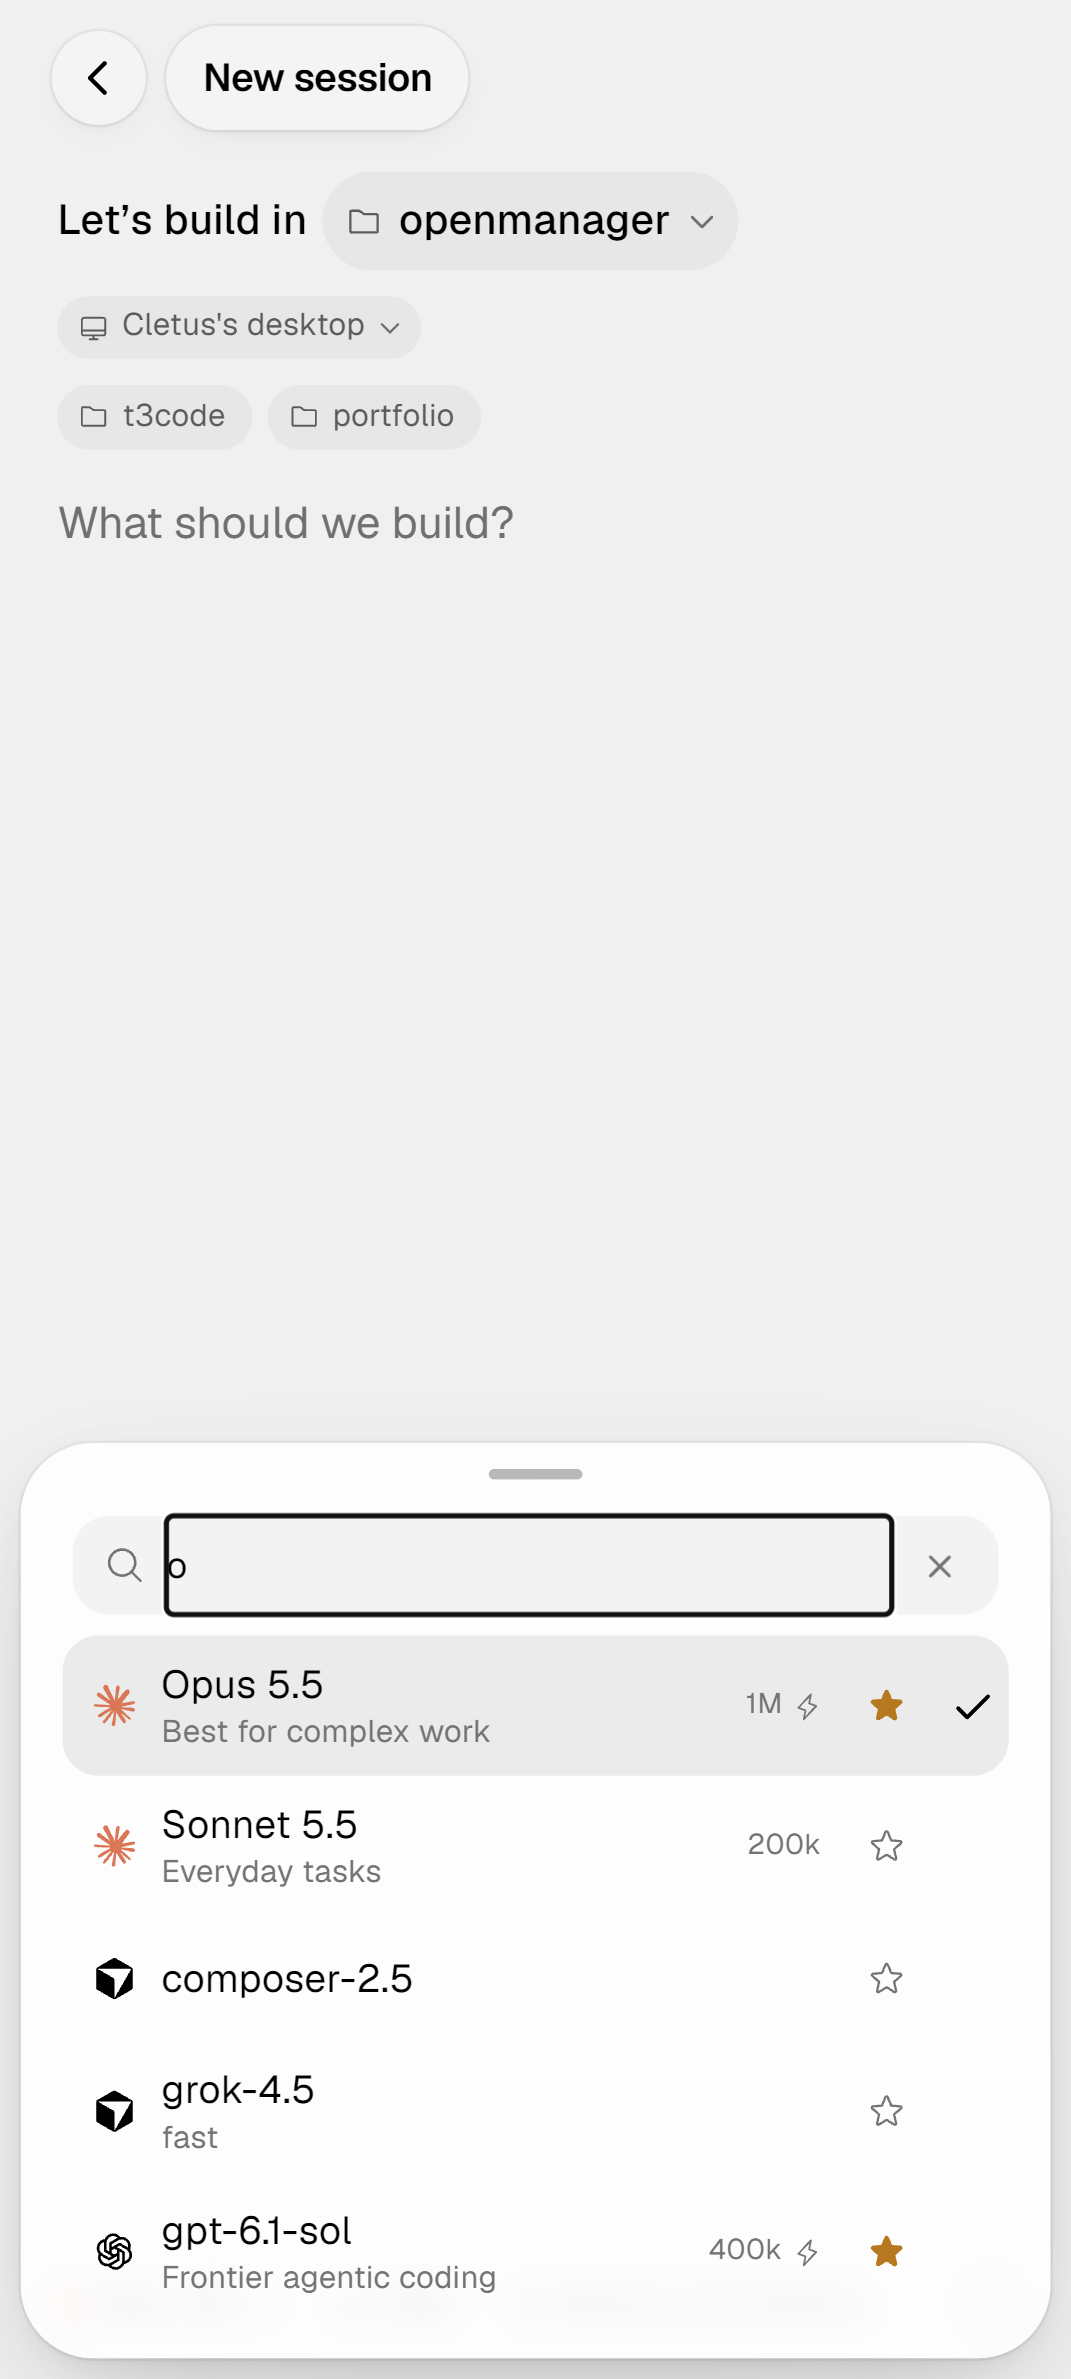 New session
Let’s build in openmanager
Cletus's desktop
t3code portfolio
What should we build?
o
Opus 5.5
Best for complex work
1M
Sonnet 5.5
Everyday tasks
200k
composer-2.5
grok-4.5
fast
gpt-6.1-sol
Frontier agentic coding
400k